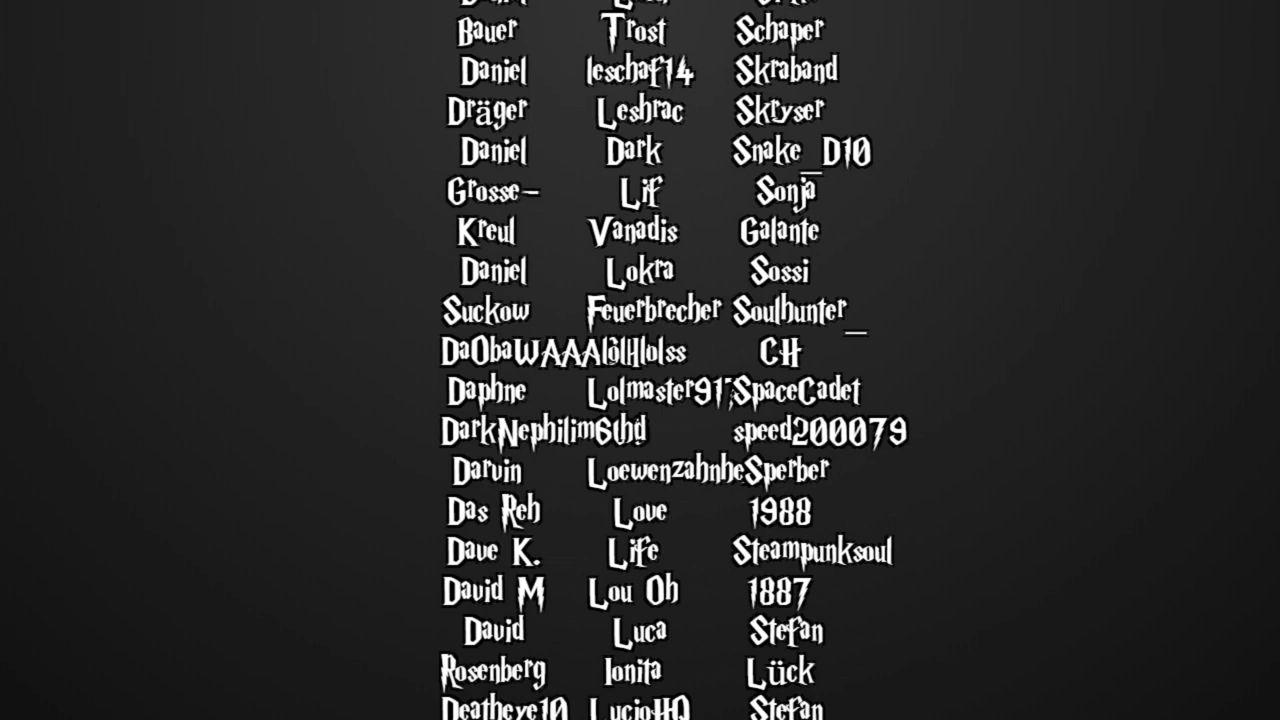 Bauer Trost Schaper
Daniel leschaf14 Skraband
Dräger Leshrac Skryser
Daniel Dark Snake_D10
Grosse- Lif Sonja
Kreul Vanadis Galante
Daniel Lokra Sossi
Suckow Feuerbrecher Soulhunter_
CH
Daphne SpaceCadet
speed200079
Darvin Sperber
Das Reh Love 1988
Dave K. Life Steampunksoul
David M Lou Oh 1887
David Luca Stefan
Rosenberg Ionita Lück
Deatheye10 LucioHQ Stefan